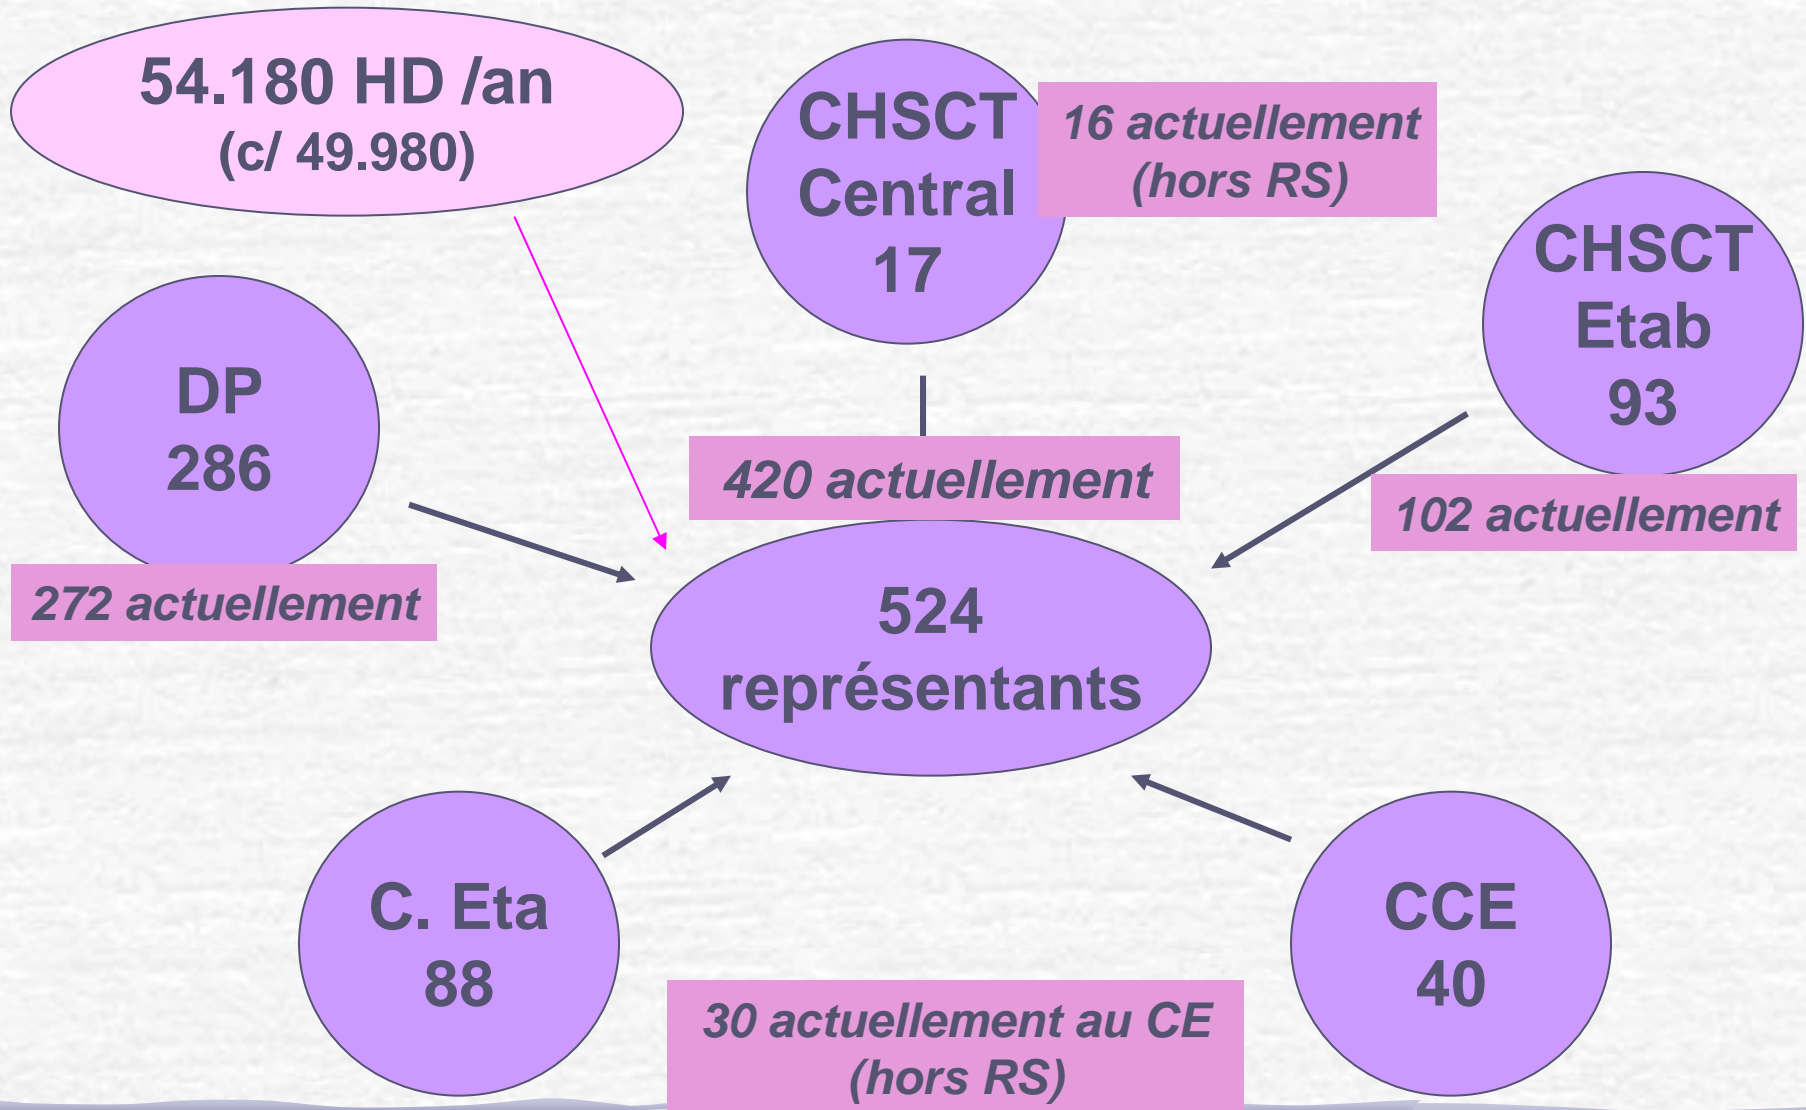 54.180 HD /an
(c/ 49.980)
CHSCT
Central
17
16 actuellement
(hors RS)
CHSCT
Etab
93
102 actuellement
DP
286
272 actuellement
420 actuellement
524
représentants
C. Eta
88
30 actuellement au CE
(hors RS)
CCE
40